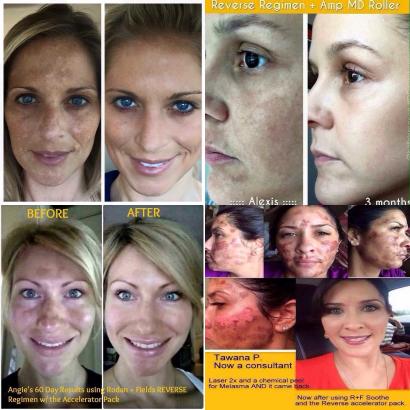 Reverse Regimen + Amp MD Roller
::::: Alexis :::::
3 months
BEFORE
AFTER
Angie's 60 Day Results using Rodan + Fields REVERSE
Regimen w/ the Accelerator Pack
Tawana P.
Now a consultant
Laser 2x and a chemical peel
for Melasma AND it came back
Now after using R+F Soothe
and the Reverse accelerator pack